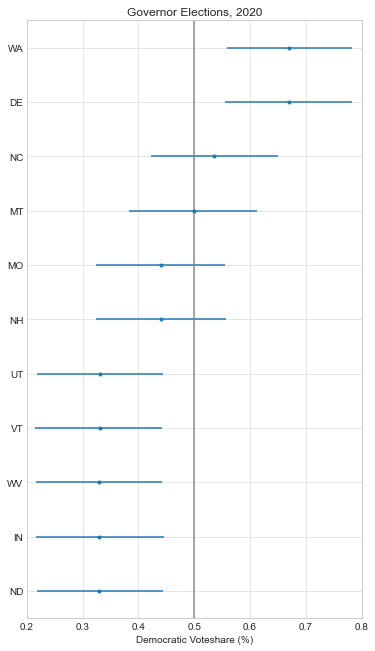 Governor Elections, 2020
WA
DE
NC
MT
MO
NH
UT
VT
WV
IN
ND
0.2 0.3 0.4 0.5 0.6 0.7 0.8
Democratic Voteshare (%)